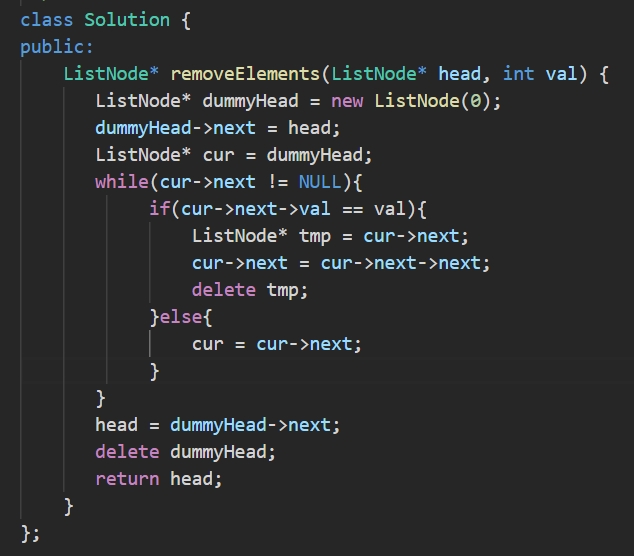 class Solution {
public:
    ListNode* removeElements(ListNode* head, int val) {
       ListNode* dummyHead = new ListNode(0);
       dummyHead->next = head;
       ListNode* cur = dummyHead;
       while(cur->next != NULL){
            if(cur->next->val == val){
                ListNode* tmp = cur->next;
                cur->next = cur->next->next;
                delete tmp;
            }else{
                cur = cur->next;
            }
       }
       head = dummyHead->next;
       delete dummyHead;
       return head;
    }
};